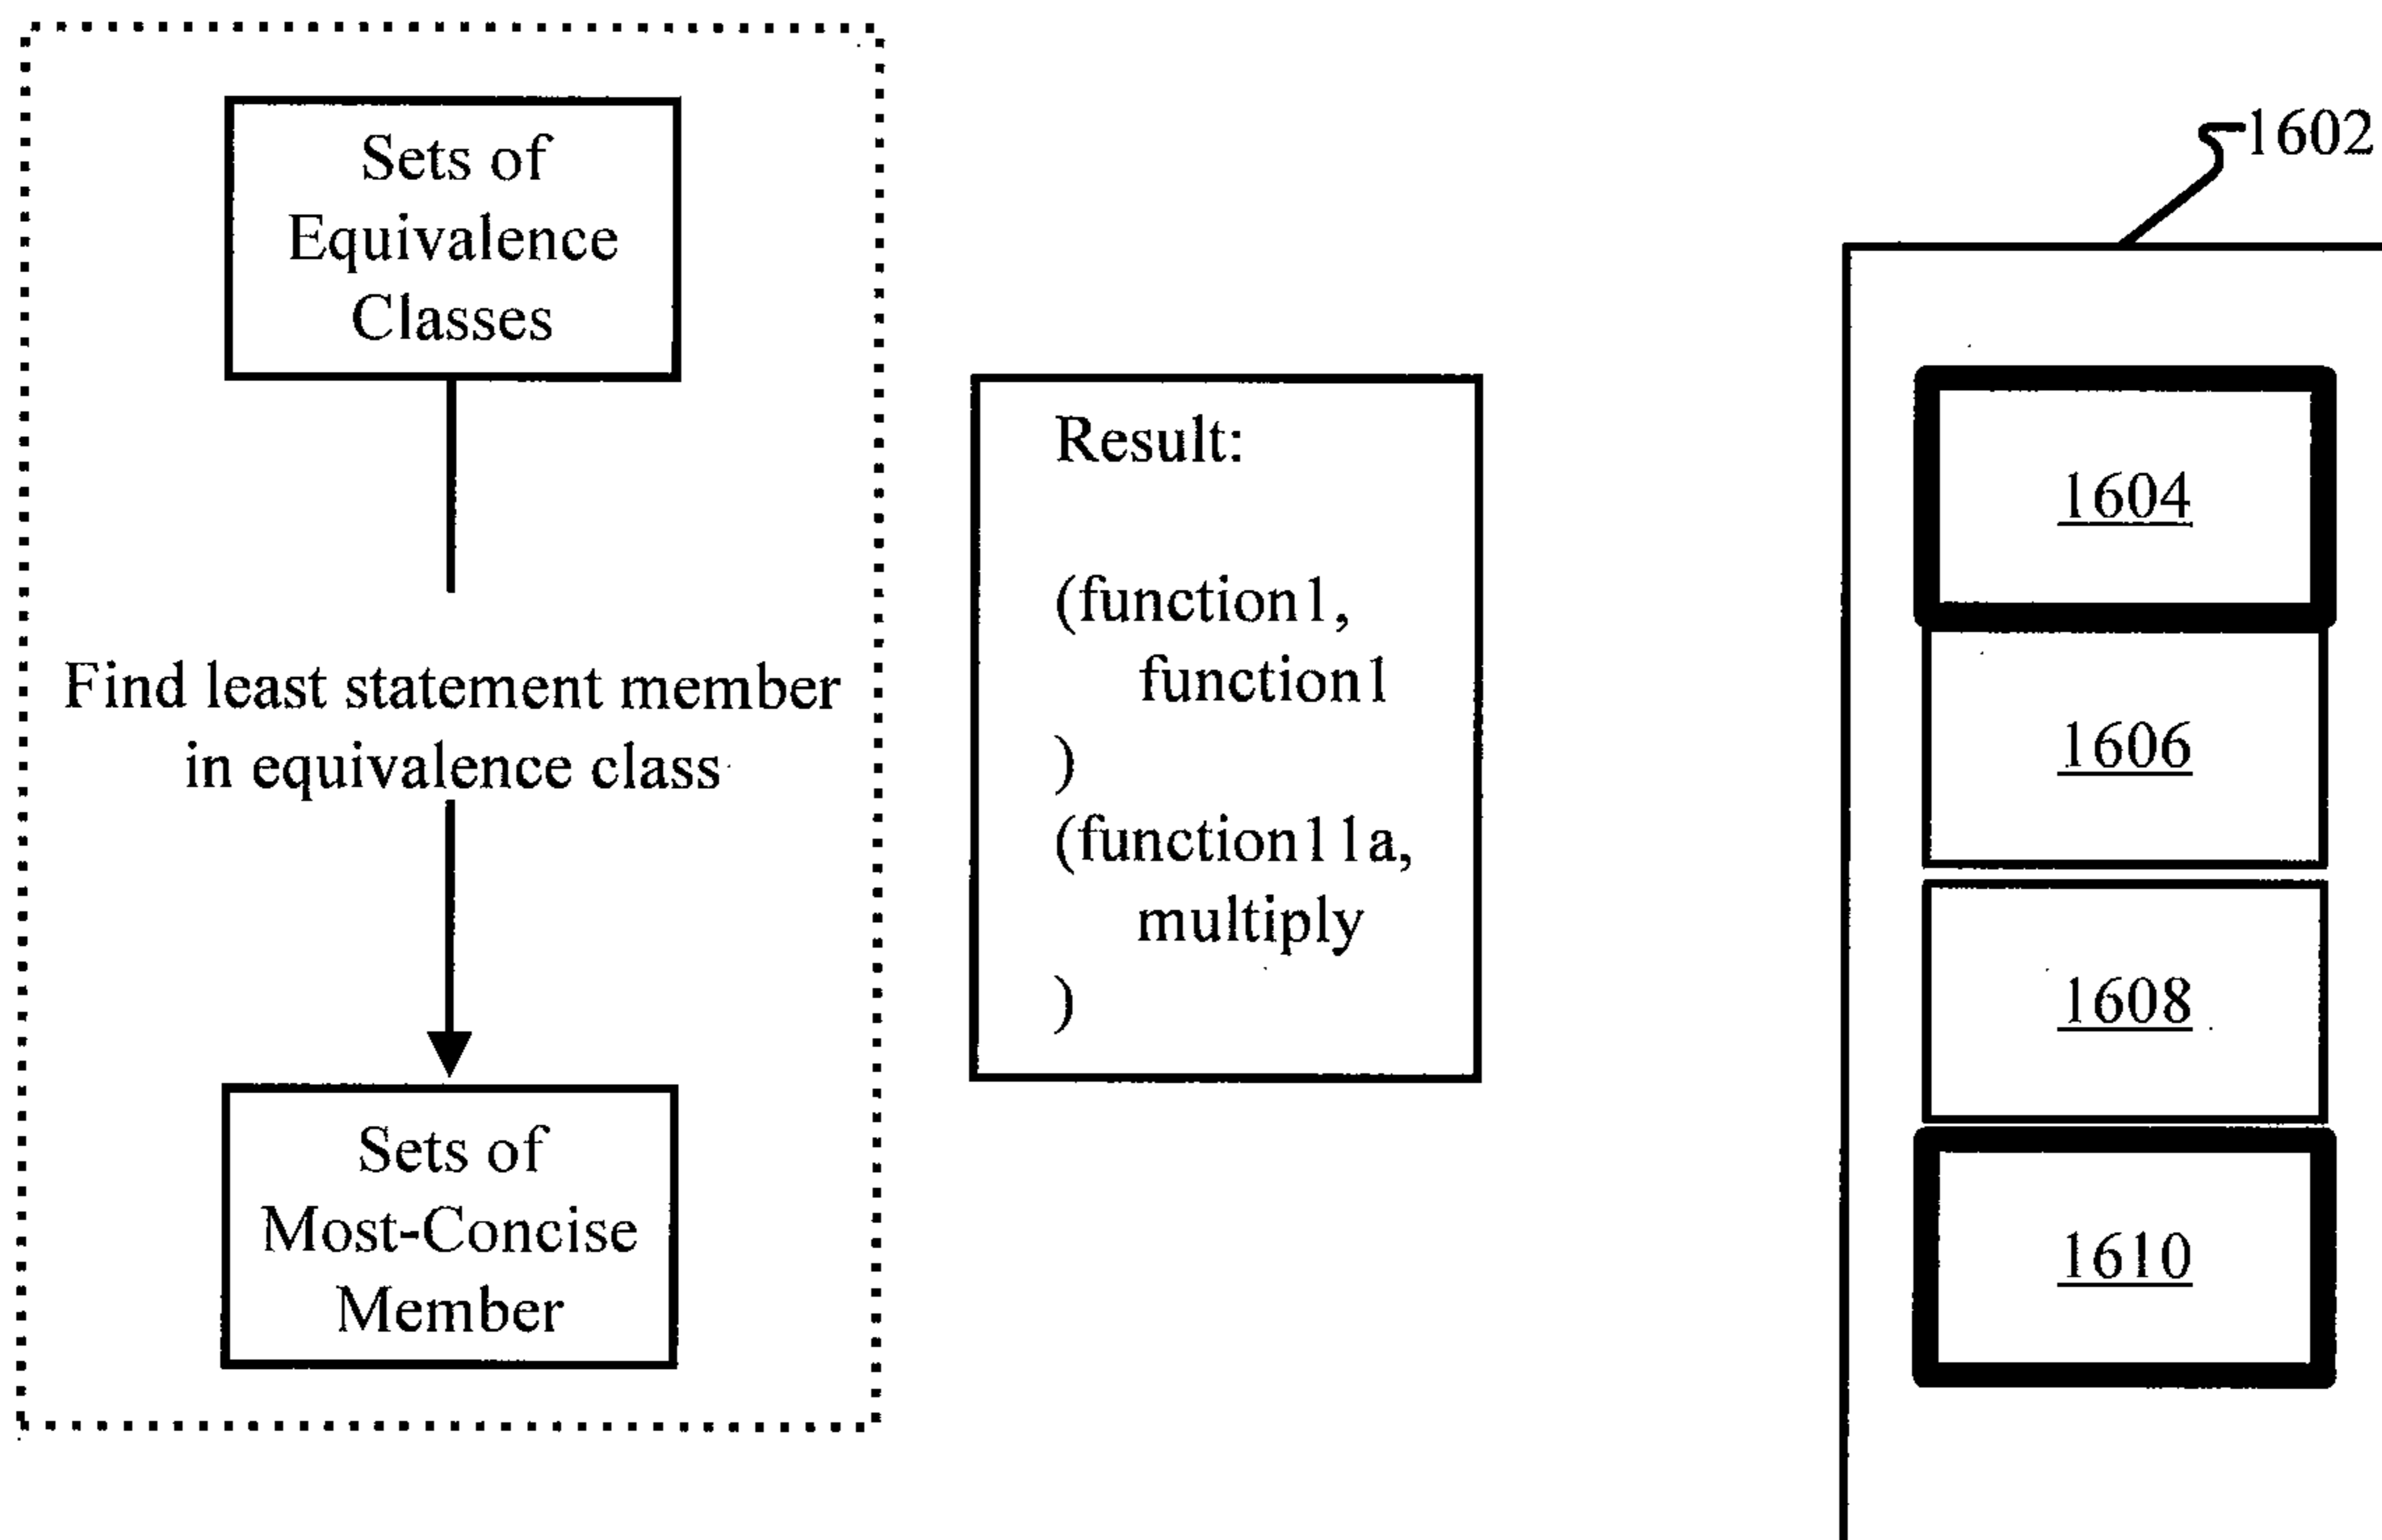 Sets of
Equivalence
Classes
Find least statement member
in equivalence class
Sets of
Most-Concise
Member
Result:
(function1,
function1
)
(function11a,
multiply
)
1602
1604
1606
1608
1610